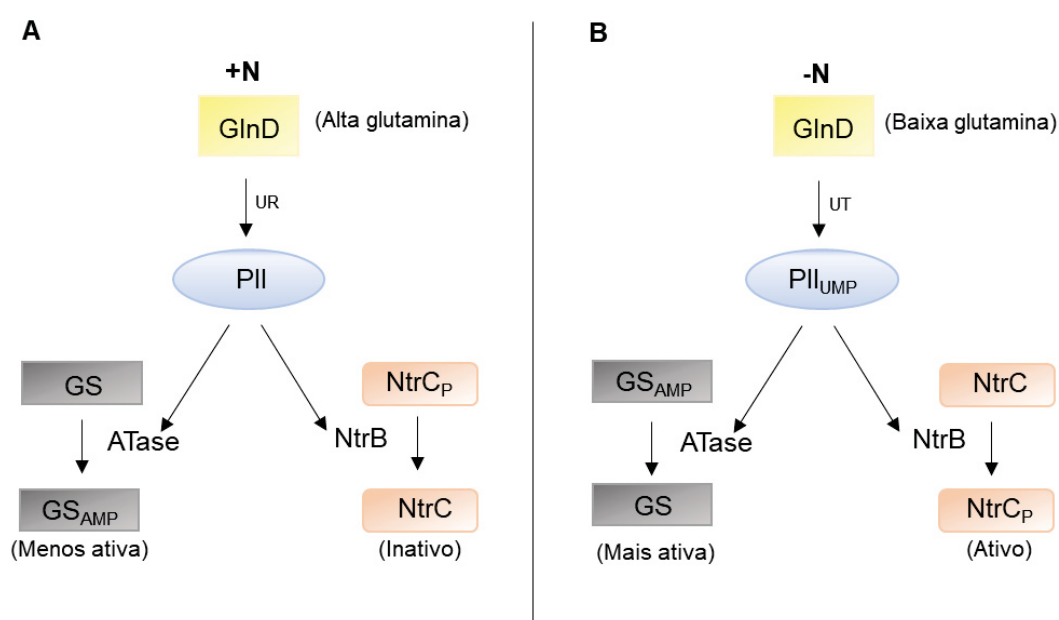 A
+N
GlnD
(Alta glutamina)
UR
PII
GS
NtrCP
ATase
NtrB
GSAMP
NtrC
(Menos ativa)
(Inativo)
B
-N
GlnD
(Baixa glutamina)
UT
PIIUMP
GSAMP
NtrC
ATase
NtrB
GS
NtrCP
(Mais ativa)
(Ativo)